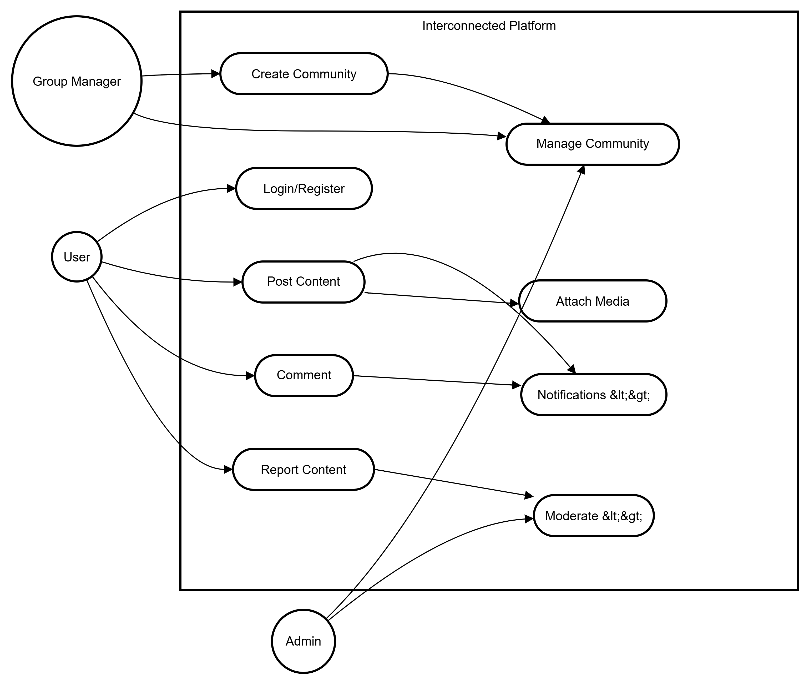 Interconnected Platform
Group Manager
Create Community
Manage Community
Login/Register
User
Post Content
Attach Media
Comment
Notifications &lt;&gt;
Report Content
Moderate &lt;&gt;
Admin